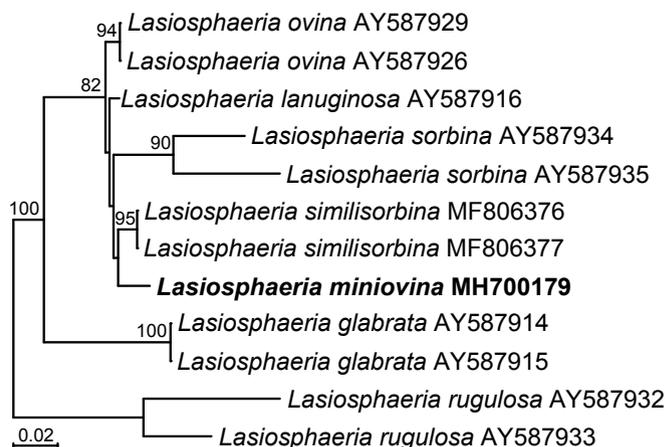 94
Lasiosphaeria ovina AY587929
Lasiosphaeria ovina AY587926
82
Lasiosphaeria lanuginosa AY587916
Lasiosphaeria sorbina AY587934
90
Lasiosphaeria sorbina AY587935
100
95
Lasiosphaeria similisorbina MF806376
Lasiosphaeria similisorbina MF806377
Lasiosphaeria miniovina MH700179
100
Lasiosphaeria glabrata AY587914
Lasiosphaeria glabrata AY587915
Lasiosphaeria rugulosa AY587932
0.02
Lasiosphaeria rugulosa AY587933